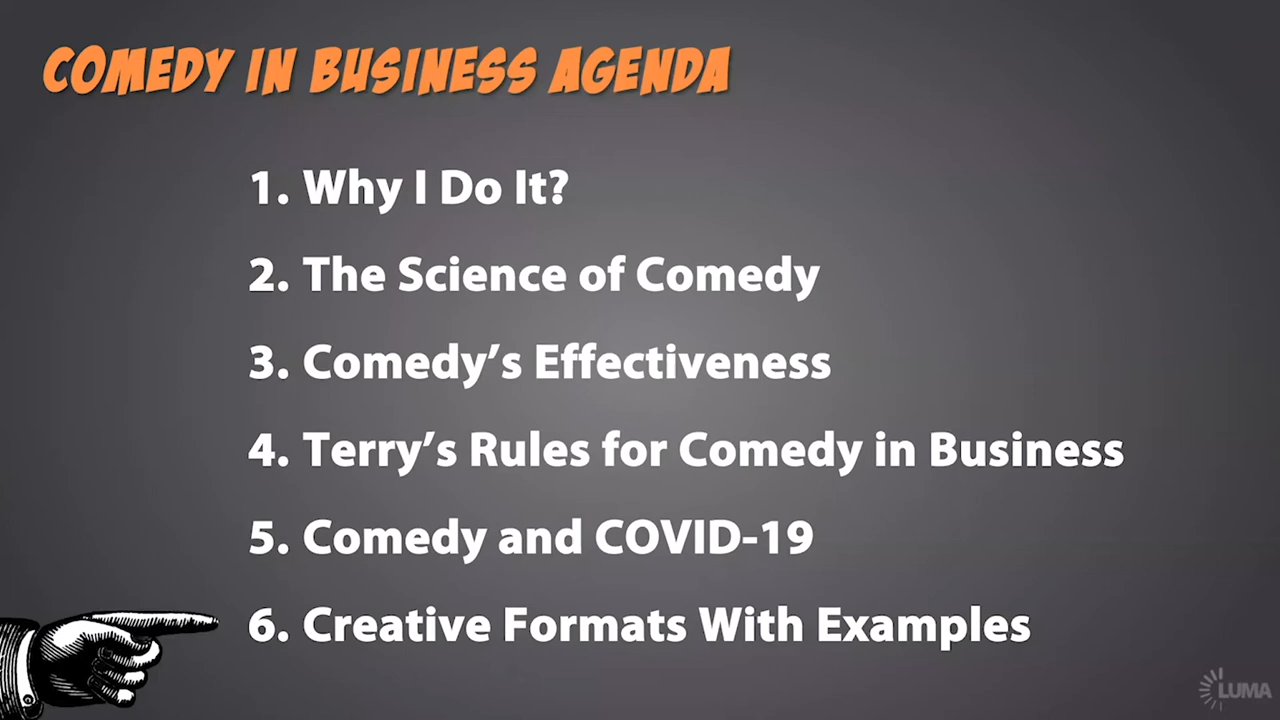 COMEDY IN BUSINESS AGENDA
1. Why I Do It?
2. The Science of Comedy
3. Comedy’s Effectiveness
4. Terry’s Rules for Comedy in Business
5. Comedy and COVID-19
6. Creative Formats With Examples
LUMA